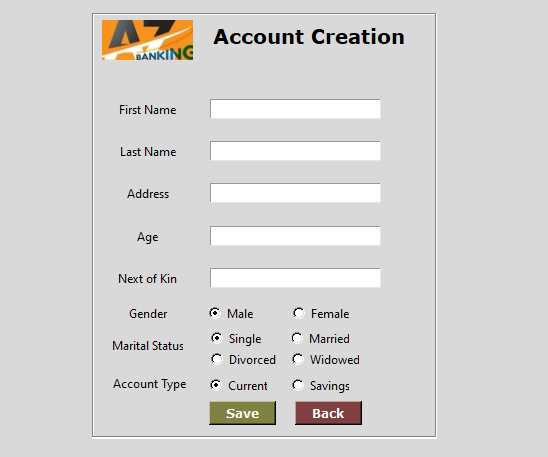 AZ
BANKING
Account Creation
First Name
Last Name
Address
Age
Next of Kin
Gender Male Female
Marital Status Single Married
Divorced Widowed
Account Type Current Savings
Save Back